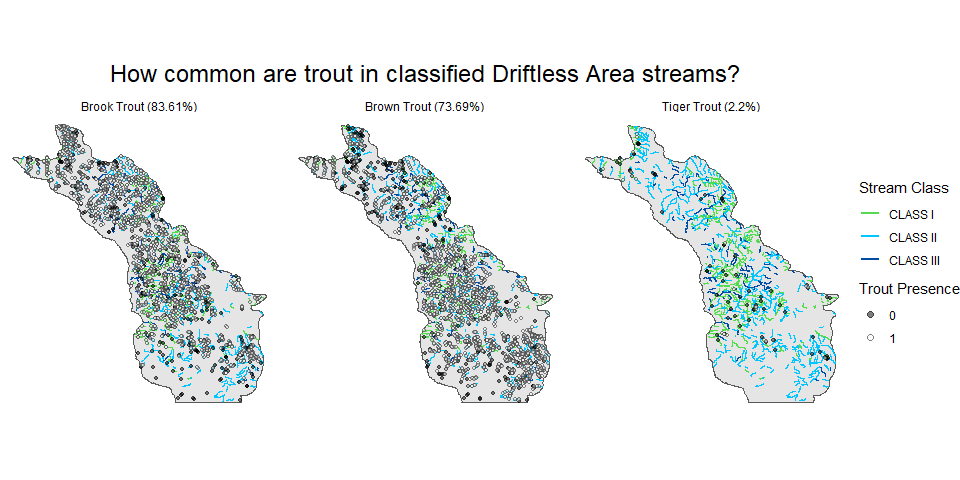 How common are trout in classified Driftless Area streams?
Brook Trout (83.61%)
Brown Trout (73.69%)
Tiger Trout (2.2%)
Stream Class
CLASS I
CLASS II
CLASS III
Trout Presence
0
1